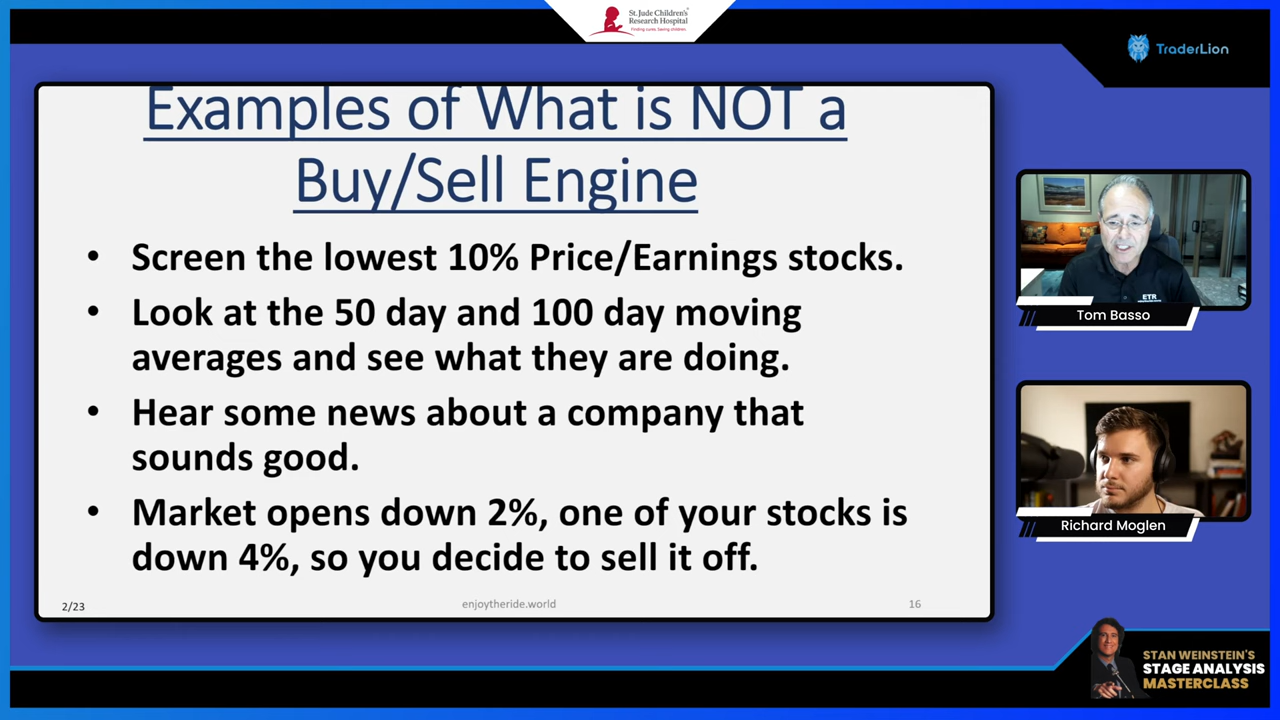 St. Jude Children's
Research Hospital
Finding cures. Saving children.
TraderLion
Examples of What is NOT a
Buy/Sell Engine
• Screen the lowest 10% Price/Earnings stocks.
• Look at the 50 day and 100 day moving
averages and see what they are doing.
• Hear some news about a company that
sounds good.
• Market opens down 2%, one of your stocks is
down 4%, so you decide to sell it off.
2/23
enjoytheride.world
16
ETR
Tom Basso
Richard Moglen
STAN WEINSTEIN'S
STAGE ANALYSIS
MASTERCLASS